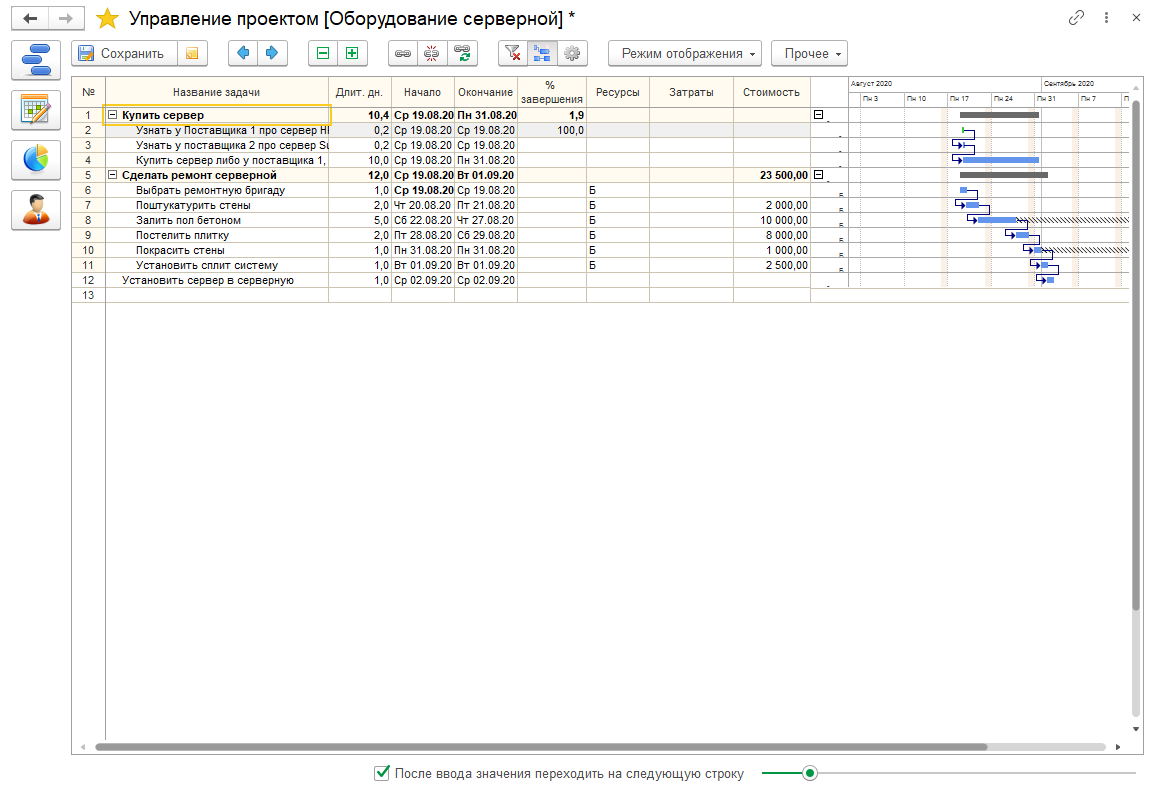 Управление проектом [Оборудование серверной] *
Сохранить
Режим отображения
Прочее
№ Название задачи Длит. дн. Начало Окончание % завершения Ресурсы Затраты Стоимость
Август 2020 Сентябрь 2020
Пн 3 Пн 10 Пн 17 Пн 24 Пн 31 Пн 7 П
1 Купить сервер 10,4 Ср 19.08.20 Пн 31.08.20 1,9
2 Узнать у Поставщика 1 про сервер 0,2 Ср 19.08.20 Ср 19.08.20 100,0
3 Узнать у поставщика 2 про сервер 0,2 Ср 19.08.20 Ср 19.08.20
4 Купить сервер либо у поставщика 1, 10,0 Ср 19.08.20 Пн 31.08.20
5 Сделать ремонт серверной 12,0 Ср 19.08.20 Вт 01.09.20 23 500,00
6 Выбрать ремонтную бригаду 1,0 Ср 19.08.20 Ср 19.08.20 Б
7 Поштукатурить стены 2,0 Чт 20.08.20 Пт 21.08.20 Б 2 000,00
8 Залить пол бетоном 5,0 Сб 22.08.20 Чт 27.08.20 Б 10 000,00
9 Постелить плитку 2,0 Пт 28.08.20 Сб 29.08.20 Б 8 000,00
10 Покрасить стены 1,0 Пн 31.08.20 Пн 31.08.20 Б 1 000,00
11 Установить сплит систему 1,0 Вт 01.09.20 Вт 01.09.20 Б 2 500,00
12 Установить сервер в серверную 1,0 Ср 02.09.20 Ср 02.09.20
13
После ввода значения переходить на следующую строку